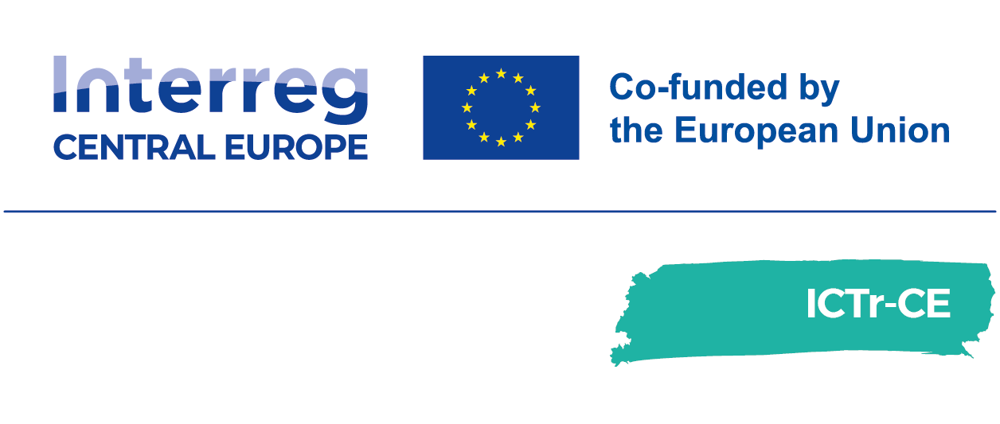 Interreg
CENTRAL EUROPE
Co-funded by
the European Union
ICTr-CE